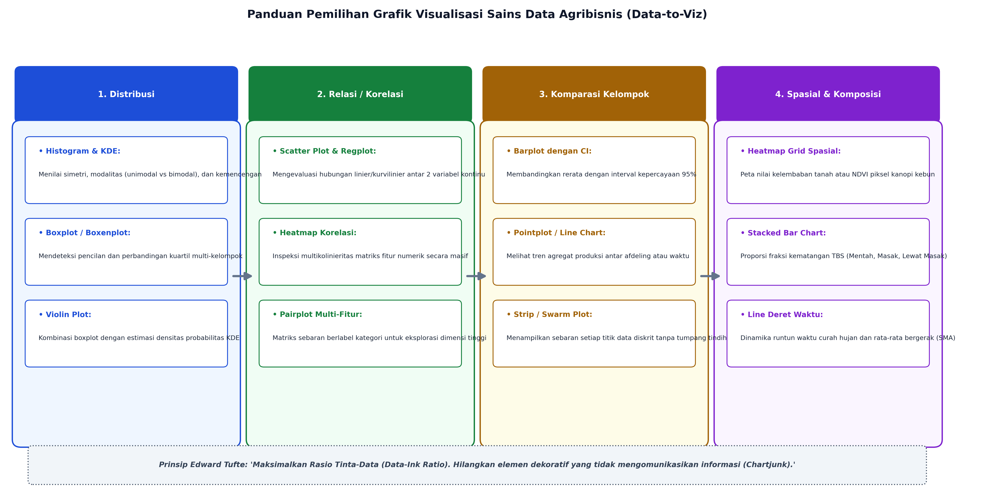 Panduan Pemilihan Grafik Visualisasi Sains Data Agribisnis (Data-to-Viz)
1. Distribusi
• Histogram & KDE:
Menilai simetri, modalitas (unimodal vs bimodal), dan kemencengan
• Boxplot / Boxenplot:
Mendeteksi pencilan dan perbandingan kuartil multi-kelompok
• Violin Plot:
Kombinasi boxplot dengan estimasi densitas probabilitas KDE
2. Relasi / Korelasi
• Scatter Plot & Regplot:
Mengevaluasi hubungan linier/kurvilinier antar 2 variabel kontinu
• Heatmap Korelasi:
Inspeksi multikolinieritas matriks fitur numerik secara masif
• Pairplot Multi-Fitur:
Matriks sebaran berlabel kategori untuk eksplorasi dimensi tinggi
3. Komparasi Kelompok
• Barplot dengan CI:
Membandingkan rerata dengan interval kepercayaan 95%
• Pointplot / Line Chart:
Melihat tren agregat produksi antar afdeling atau waktu
• Strip / Swarm Plot:
Menampilkan sebaran setiap titik data diskrit tanpa tumpang tindih
4. Spasial & Komposisi
• Heatmap Grid Spasial:
Peta nilai kelembaban tanah atau NDVI piksel kanopi kebun
• Stacked Bar Chart:
Proporsi fraksi kematangan TBS (Mentah, Masak, Lewat Masak)
• Line Deret Waktu:
Dinamika runtun waktu curah hujan dan rata-rata bergerak (SMA)
Prinsip Edward Tufte: 'Maksimalkan Rasio Tinta-Data (Data-Ink Ratio). Hilangkan elemen dekoratif yang tidak mengomunikasikan informasi (Chartjunk).'